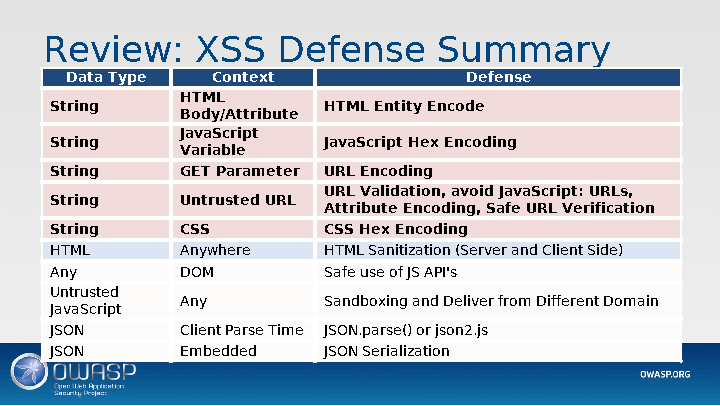 Review: XSS Defense Summary
Data Type Context Defense
String HTML Body/Attribute HTML Entity Encode
String JavaScript Variable JavaScript Hex Encoding
String GET Parameter URL Encoding
String Untrusted URL URL Validation, avoid JavaScript: URLs, Attribute Encoding, Safe URL Verification
String CSS CSS Hex Encoding
HTML Anywhere HTML Sanitization (Server and Client Side)
Any DOM Safe use of JS API's
Untrusted JavaScript Any Sandboxing and Deliver from Different Domain
JSON Client Parse Time JSON.parse() or json2.js
JSON Embedded JSON Serialization
OWASP
Open Web Application
Security Project
OWASP.ORG